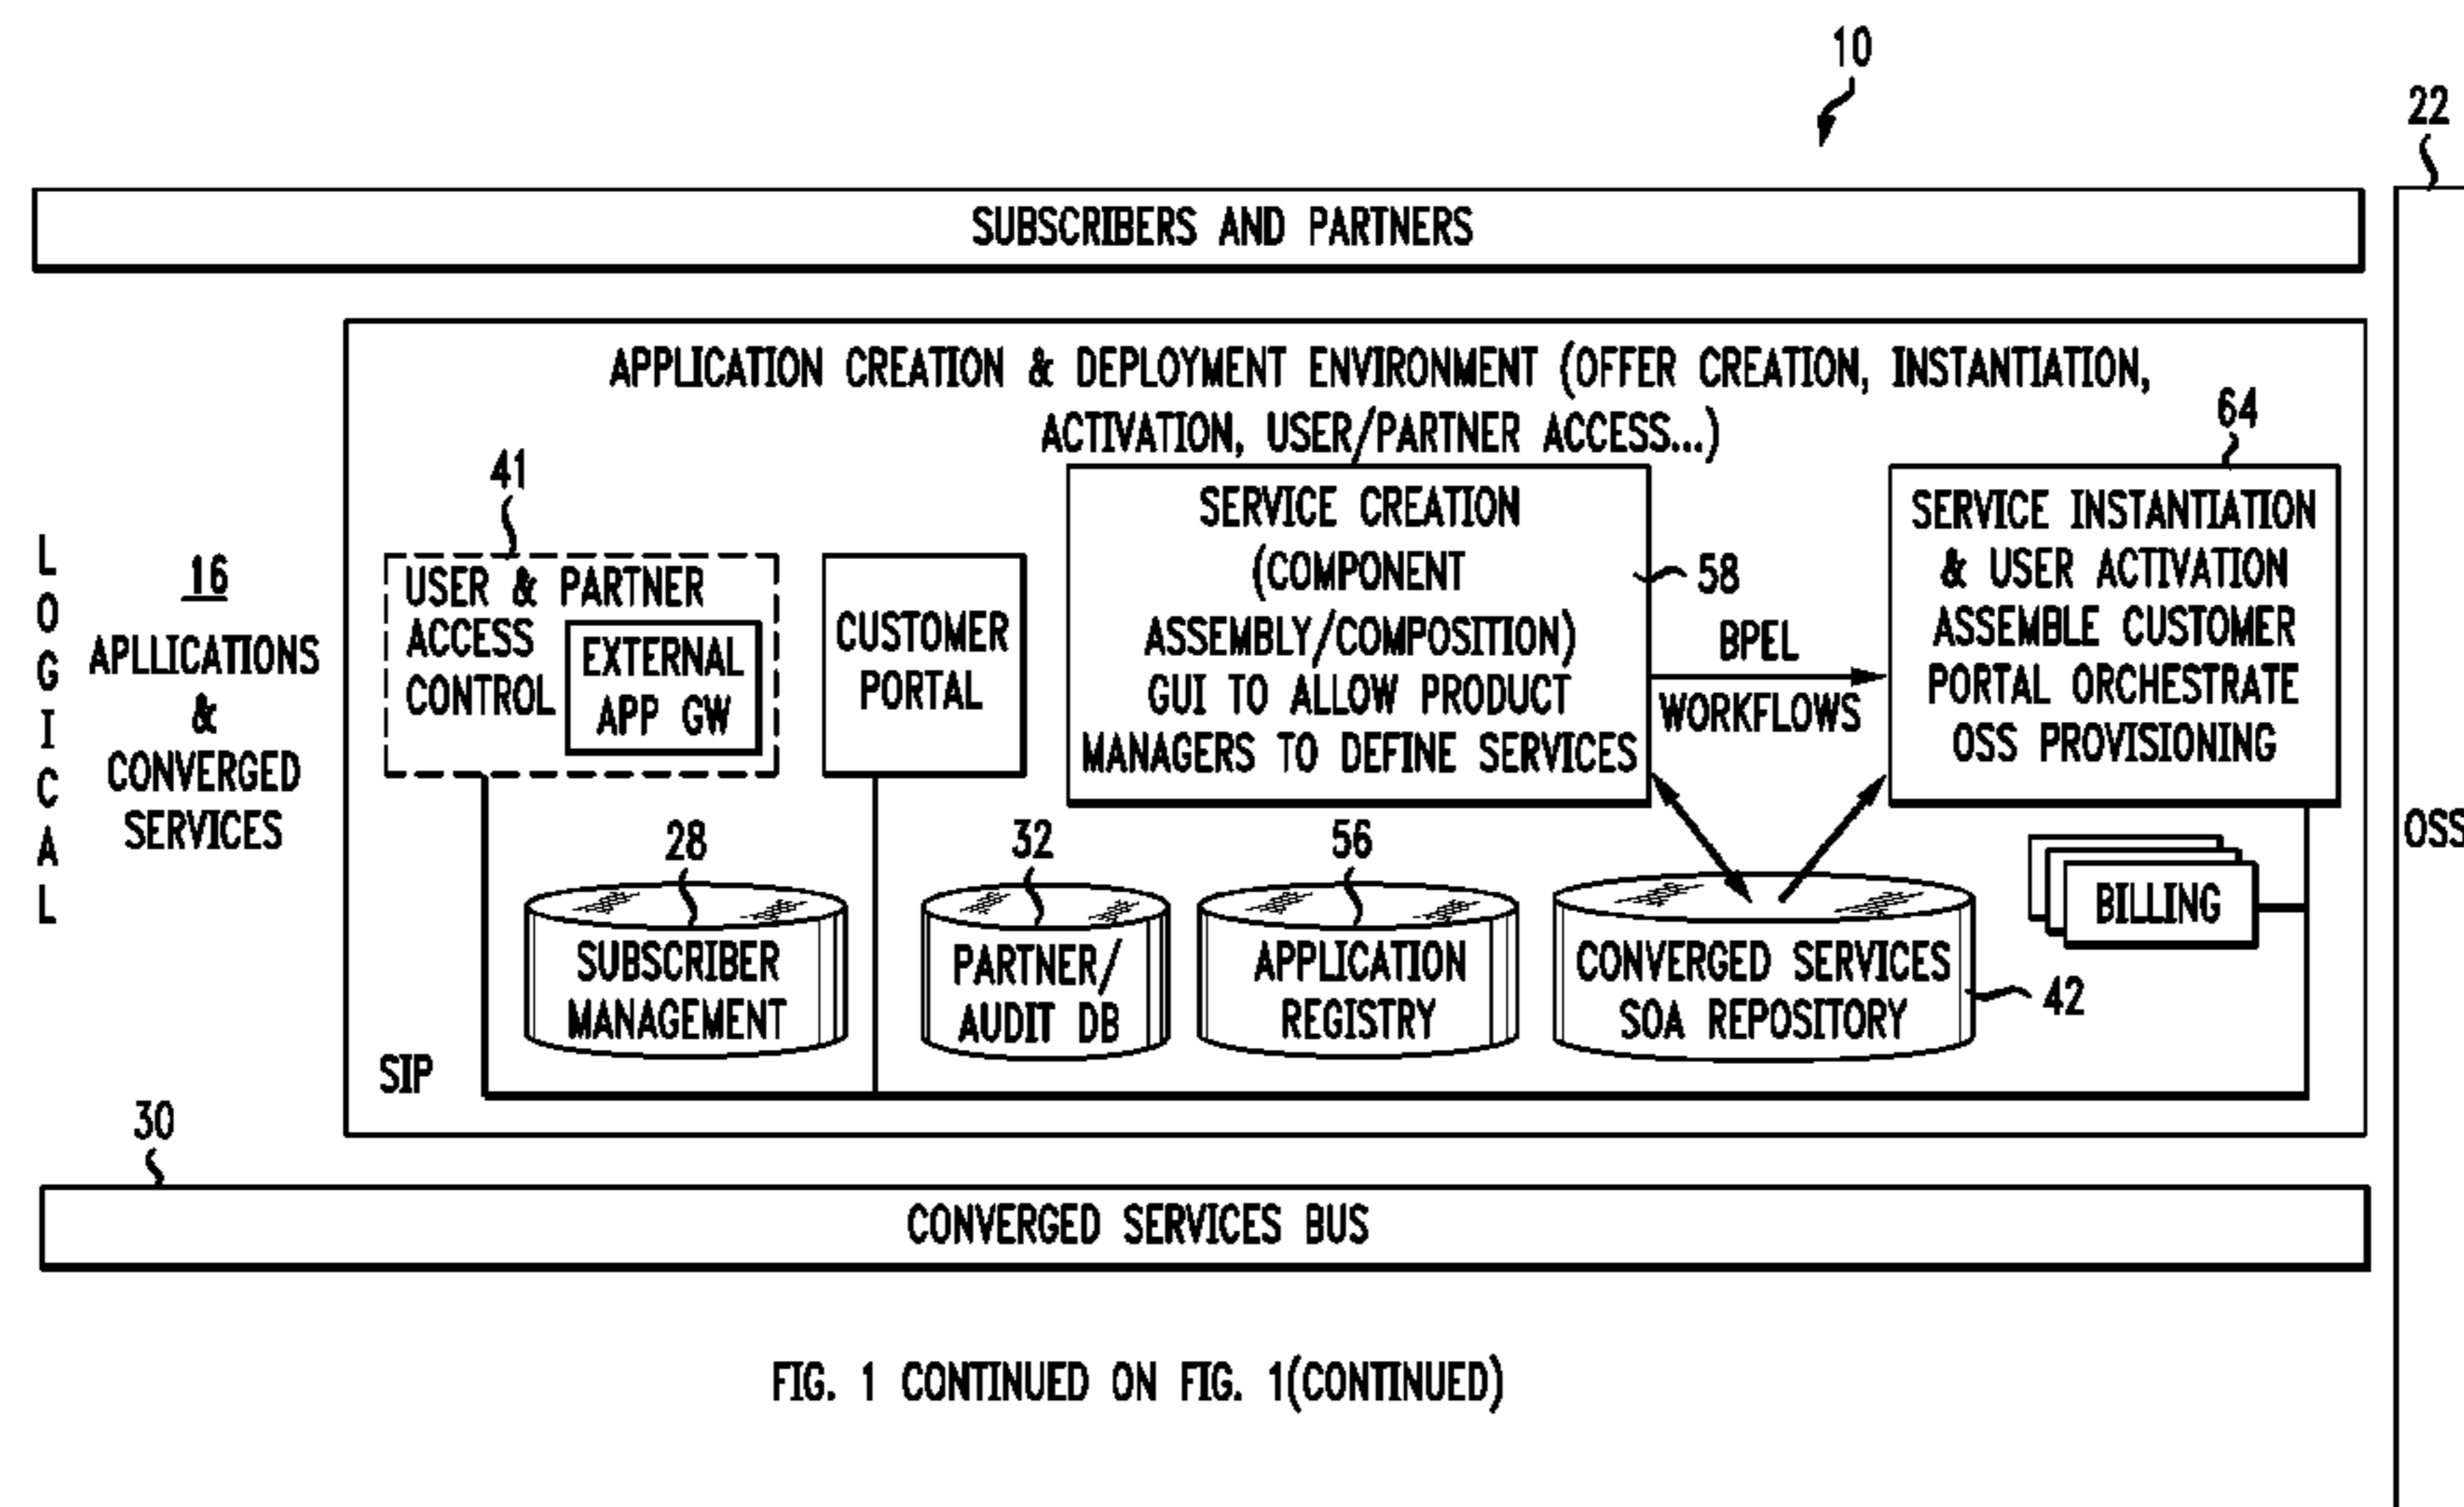 10
22
SUBSCRIBERS AND PARTNERS
APPLICATION CREATION & DEPLOYMENT ENVIRONMENT (OFFER CREATION, INSTANTIATION,
ACTIVATION, USER/PARTNER ACCESS...)
64
41
LOGICAL
16
APLLICATIONS
&
CONVERGED
SERVICES
USER & PARTNER
ACCESS
CONTROL
EXTERNAL
APP GW
CUSTOMER
PORTAL
SERVICE CREATION
(COMPONENT
ASSEMBLY/COMPOSITION)
GUI TO ALLOW PRODUCT
MANAGERS TO DEFINE SERVICES
58
BPEL
WORKFLOWS
SERVICE INSTANTIATION
& USER ACTIVATION
ASSEMBLE CUSTOMER
PORTAL ORCHESTRATE
OSS PROVISIONING
OSS
28
SUBSCRIBER
MANAGEMENT
32
PARTNER/
AUDIT DB
56
APPLICATION
REGISTRY
CONVERGED SERVICES
SOA REPOSITORY
42
BILLING
SIP
30
CONVERGED SERVICES BUS
FIG. 1 CONTINUED ON FIG. 1(CONTINUED)